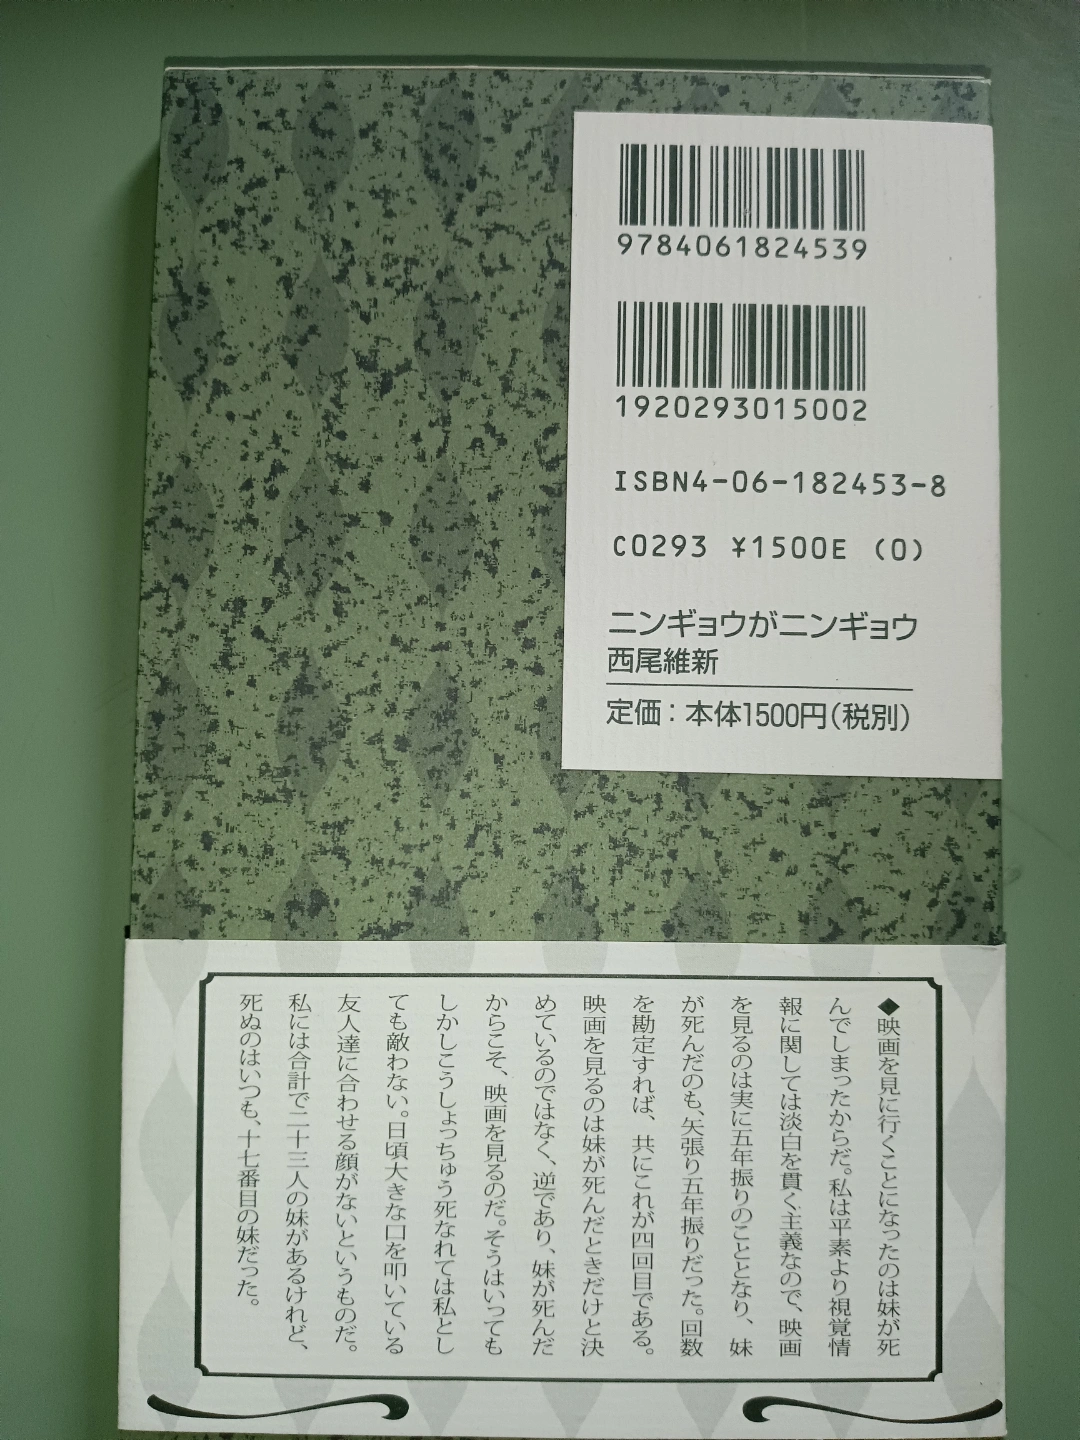 9784061824539
1920293015002
ISBN4-06-182453-8
C0293 ¥1500E (0)
ニンギョウがニンギョウ
西尾維新
定価：本体1500円(税別)
◆映画を見に行くことになったのは妹が死
んでしまったからだ。私は平素より視覚情
報に関しては淡白を貫く主義なので、映画
を見るのは実に五年振りのこととなり、妹
が死んだのも、矢張り五年振りだった。回数
を勘定すれば、共にこれが四回目である。
映画を見るのは妹が死んだときだけと決
めているのではなく、逆であり、妹が死んだ
からこそ、映画を見るのだ。そうはいっても
しかしこうしょっちゅう死なれては私とし
ても敵わない。日頃大きな口を叩いている
友人達に合わせる顔がないというものだ。
私には合計で二十三人の妹があるけれど、
死ぬのはいつも、十七番目の妹だった。